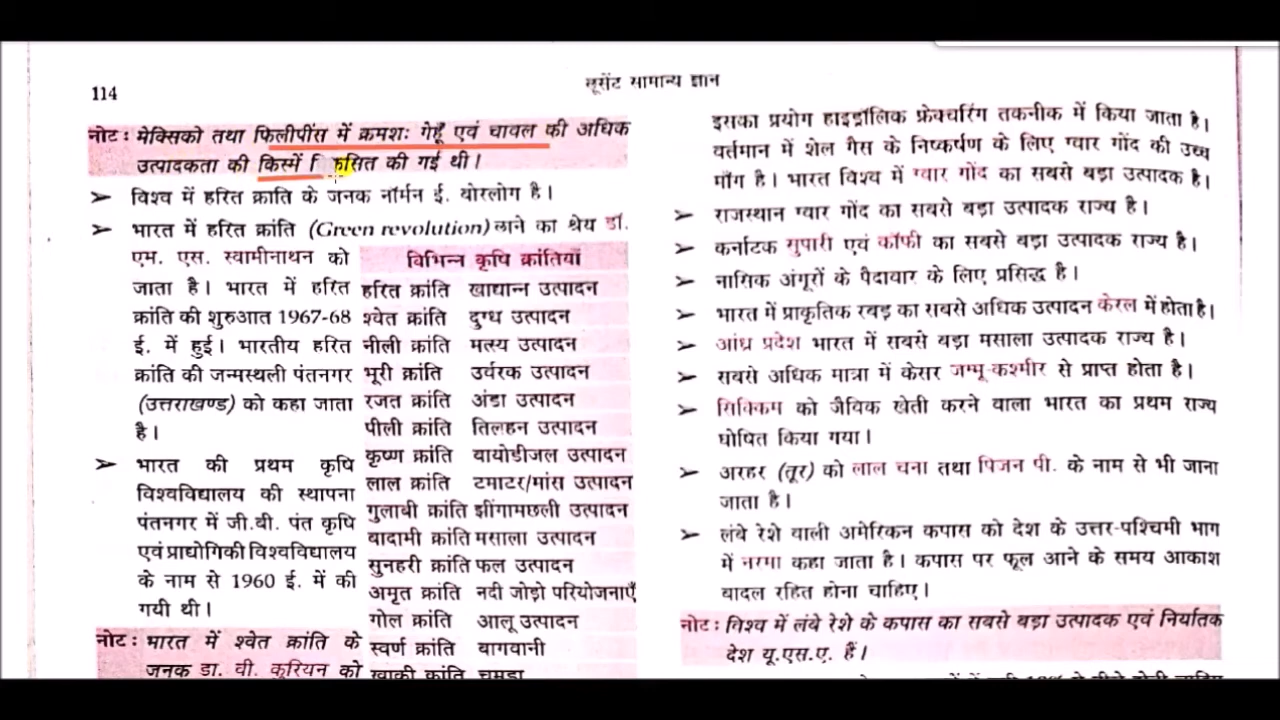 114
लूसेंट सामान्य ज्ञान
नोट: मेक्सिको तथा फिलीपींस में क्रमशः गेहूँ एवं चावल की अधिक
उत्पादकता की किस्में सित की गई थी।
➢ विश्व में हरित क्राति के जनक नॉर्मन ई. बोरलोग है।
➢ भारत में हरित क्रांति (Green revolution) लाने का श्रेय डॉ.
एम. एस. स्वामीनाथन को
जाता है। भारत में हरित
क्रांति की शुरुआत 1967-68
ई. में हुई। भारतीय हरित
क्रांति की जन्मस्थली पंतनगर
(उत्तराखण्ड) को कहा जाता
है।
➢ भारत की प्रथम कृषि
विश्वविद्यालय की स्थापना
पंतनगर में जी.बी. पंत कृषि
एवं प्राद्योगिकी विश्वविद्यालय
के नाम से 1960 ई. में की
गयी थी।
नोट: भारत में श्वेत क्रांति के
जनक डा. वी. कुरियन को
विभिन्न कृषि क्रांतियाँ
हरित क्रांति खाद्यान्न उत्पादन
श्वेत क्रांति दुग्ध उत्पादन
नीली क्रांति मत्स्य उत्पादन
भूरी क्रांति उर्वरक उत्पादन
रजत क्रांति अंडा उत्पादन
पीली क्रांति तिलहन उत्पादन
कृष्ण क्रांति बायोडीजल उत्पादन
लाल क्रांति टमाटर/मांस उत्पादन
गुलाबी क्रांति झींगामछली उत्पादन
बादामी क्रांति मसाला उत्पादन
सुनहरी क्रांति फल उत्पादन
अमृत क्रांति नदी जोड़ो परियोजनाएँ
गोल क्रांति आलू उत्पादन
स्वर्ण क्रांति बागवानी
खाकी क्रांति चमड़ा
इसका प्रयोग हाइड्रॉलिक फ्रेक्चरिंग तकनीक में किया जाता है।
वर्तमान में शेल गैस के निष्कर्षण के लिए ग्वार गोंद की उच्च
माँग है। भारत विश्व में ग्वार गोंद का सबसे बड़ा उत्पादक है।
➢ राजस्थान ग्वार गोंद का सबसे बड़ा उत्पादक राज्य है।
➢ कर्नाटक सुपारी एवं कॉफी का सबसे बड़ा उत्पादक राज्य है।
➢ नासिक अंगूरों के पैदावार के लिए प्रसिद्ध है।
➢ भारत में प्राकृतिक रबड़ का सबसे अधिक उत्पादन केरल में होता है।
➢ आंध्र प्रदेश भारत में सबसे बड़ा मसाला उत्पादक राज्य है।
➢ सबसे अधिक मात्रा में केसर जम्मू-कश्मीर से प्राप्त होता है।
➢ सिक्किम को जैविक खेती करने वाला भारत का प्रथम राज्य
घोषित किया गया।
➢ अरहर (तूर) को लाल चना तथा पिजन पी. के नाम से भी जाना
जाता है।
➢ लंबे रेशे वाली अमेरिकन कपास को देश के उत्तर-पश्चिमी भाग
में नरमा कहा जाता है। कपास पर फूल आने के समय आकाश
बादल रहित होना चाहिए।
नोट: विश्व में लंबे रेशे के कपास का सबसे बड़ा उत्पादक एवं निर्यातक
देश यू.एस.ए. हैं।